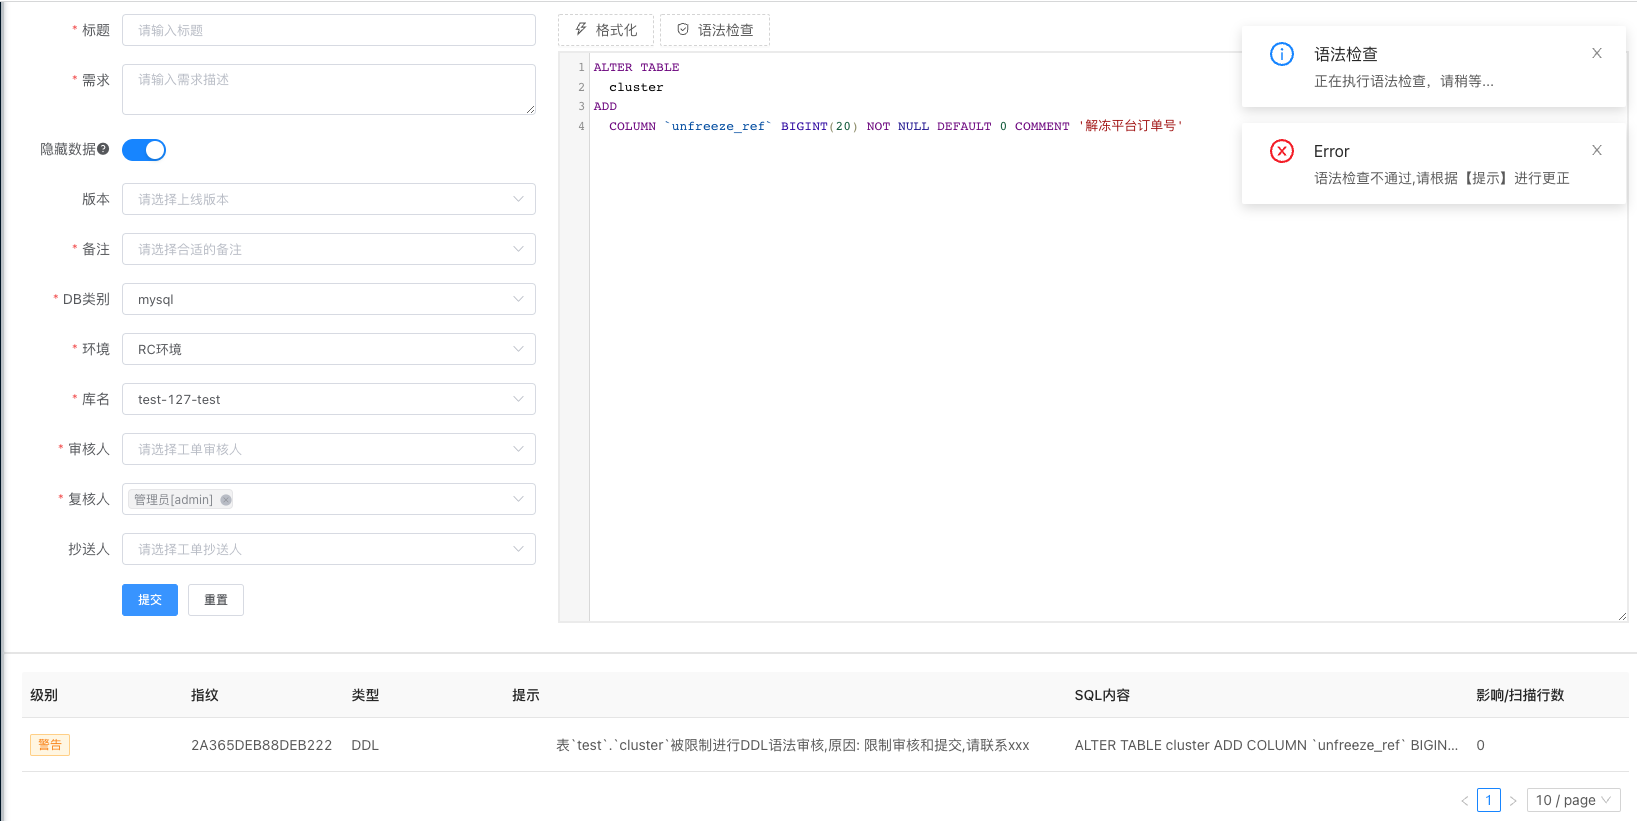 * 标题
请输入标题
* 需求
请输入需求描述
隐藏数据?
版本
请选择上线版本
* 备注
请选择合适的备注
* DB类别
mysql
* 环境
RC环境
* 库名
test-127-test
* 审核人
请选择工单审核人
* 复核人
管理员[admin]
抄送人
请选择工单抄送人
提交
重置
格式化
语法检查
1 ALTER TABLE
2 cluster
3 ADD
4 COLUMN `unfreeze_ref` BIGINT(20) NOT NULL DEFAULT 0 COMMENT '解冻平台订单号'
语法检查
正在执行语法检查，请稍等...
Error
语法检查不通过,请根据【提示】进行更正
级别 指纹 类型 提示 SQL内容 影响/扫描行数
警告 2A365DEB88DEB222 DDL 表`test`.`cluster`被限制进行DDL语法审核,原因: 限制审核和提交,请联系xxx ALTER TABLE cluster ADD COLUMN `unfreeze_ref` BIGIN... 0
< 1 > 10 / page